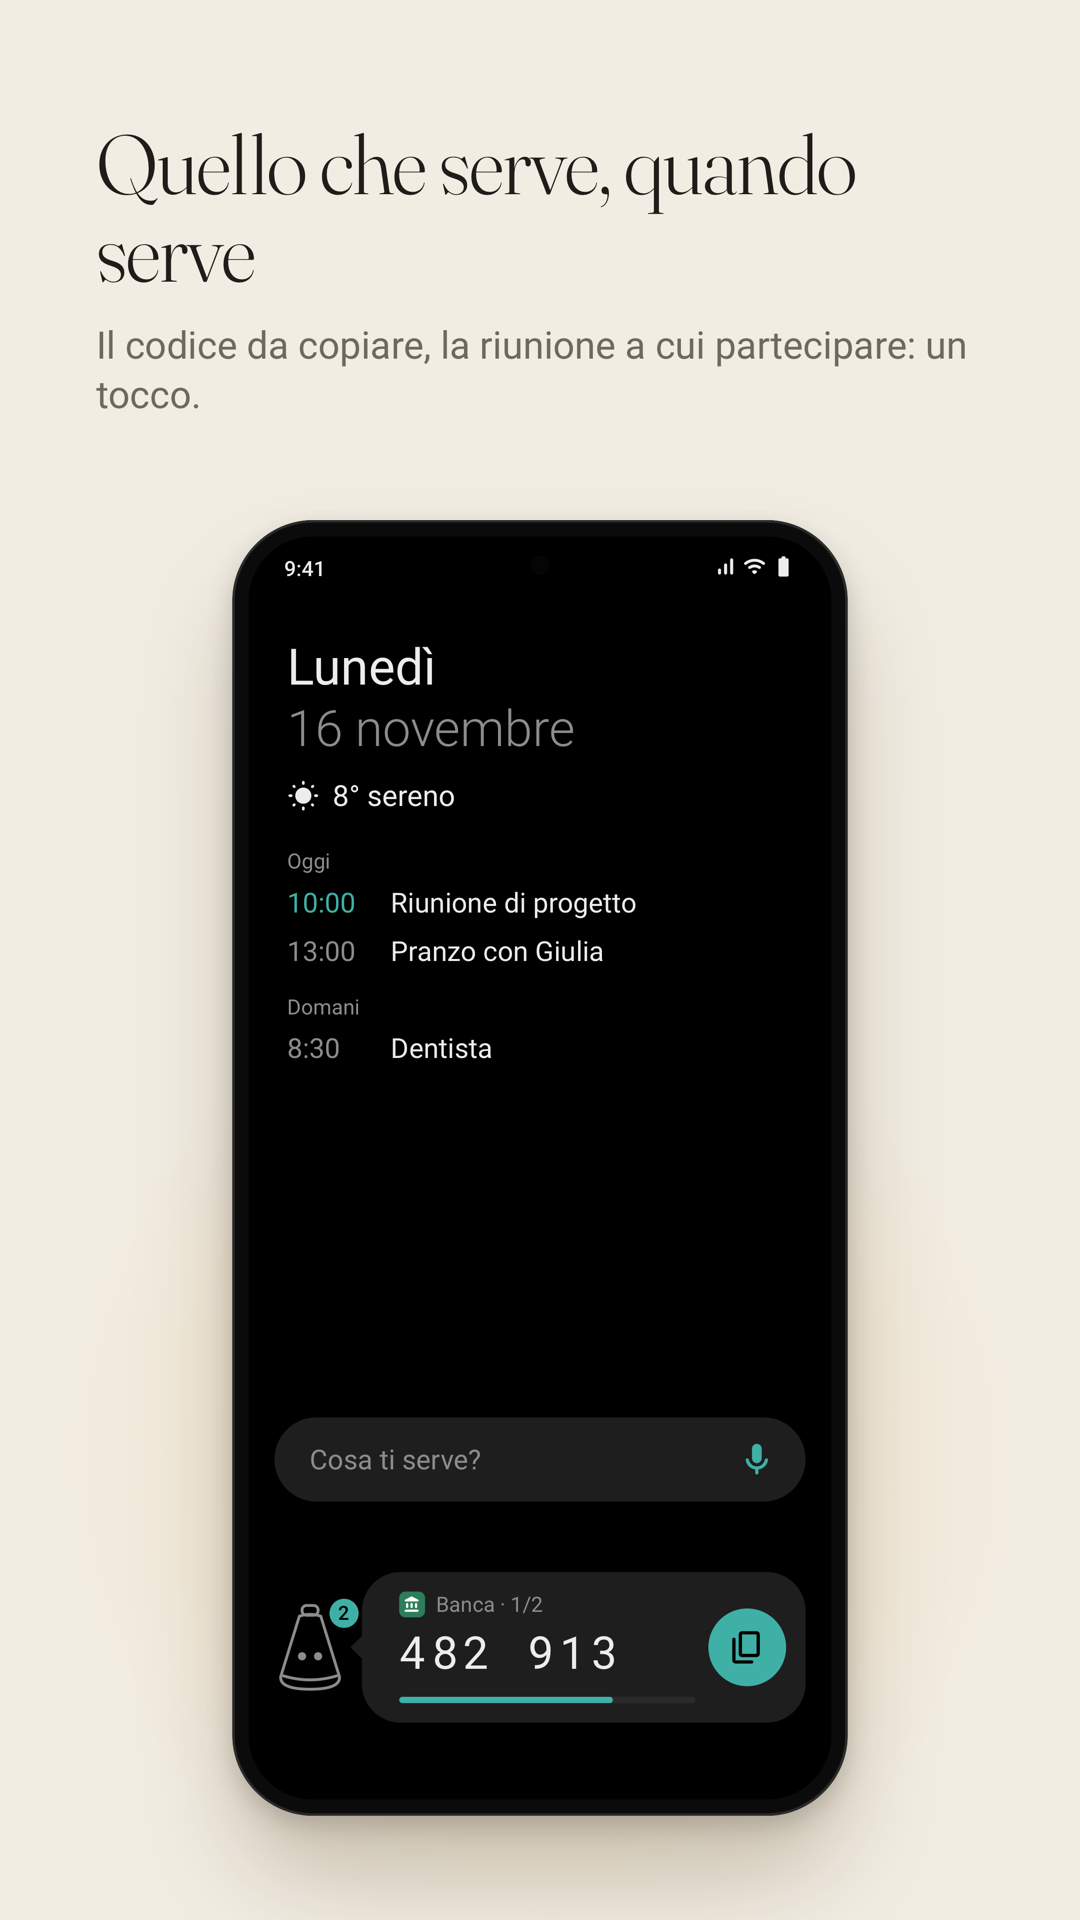 Quello che serve, quando
serve
Il codice da copiare, la riunione a cui partecipare: un
tocco.
9:41
Lunedì
16 novembre
8° sereno
Oggi
10:00 Riunione di progetto
13:00 Pranzo con Giulia
Domani
8:30 Dentista
Cosa ti serve?
2
Banca · 1/2
482 913